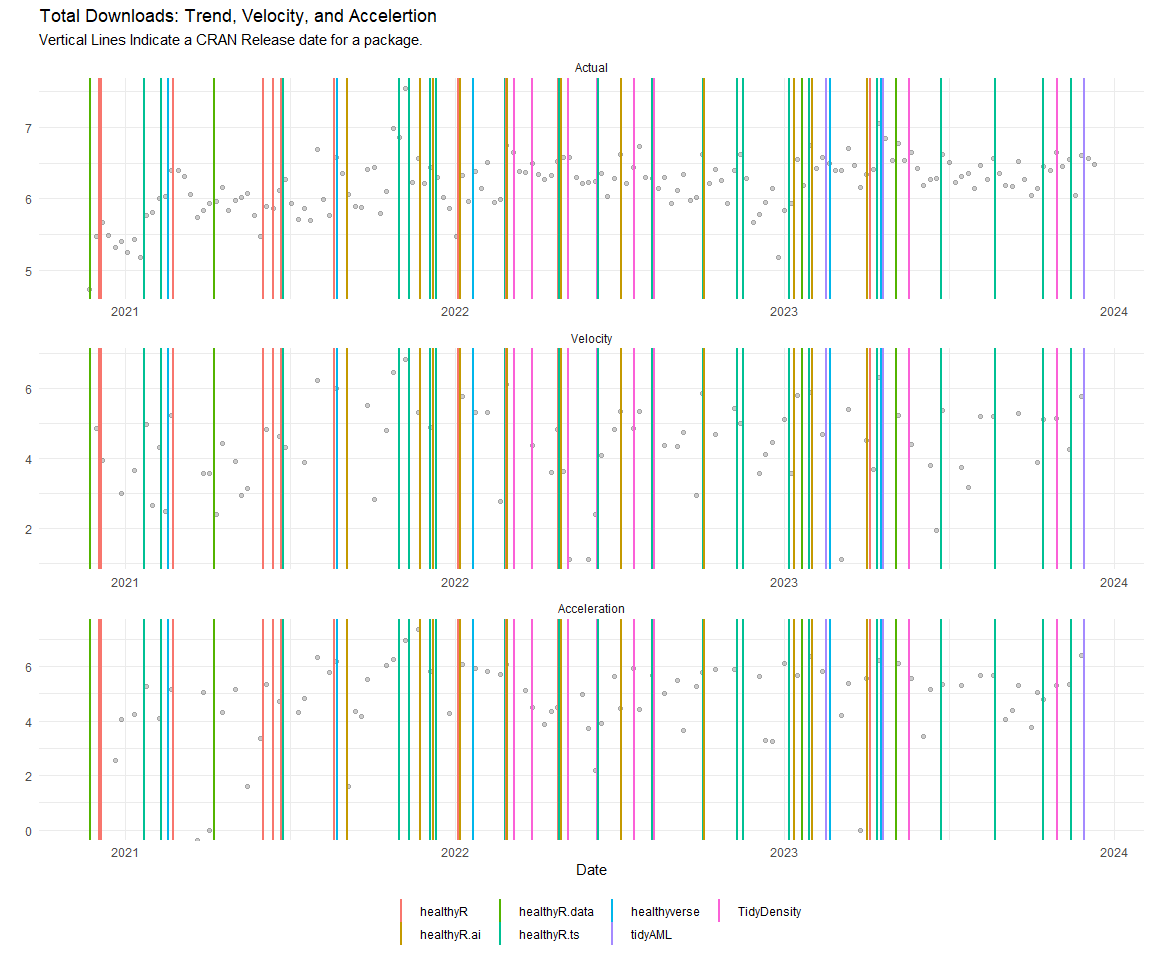 Total Downloads: Trend, Velocity, and Accelertion
Vertical Lines Indicate a CRAN Release date for a package.
Actual
7
6
5
2021 2022 2023 2024
Velocity
6
4
2
2021 2022 2023 2024
Acceleration
6
4
2
0
2021 2022 2023 2024
Date
healthyR healthyR.data healthyverse TidyDensity
healthyR.ai healthyR.ts tidyAML